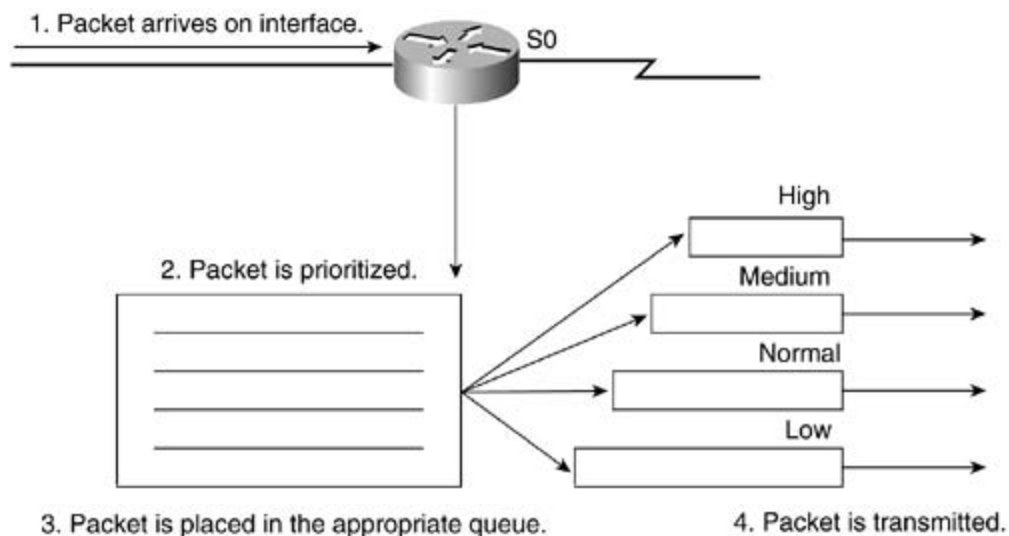 1. Packet arrives on interface.
S0
2. Packet is prioritized.
High
Medium
Normal
Low
3. Packet is placed in the appropriate queue.
4. Packet is transmitted.